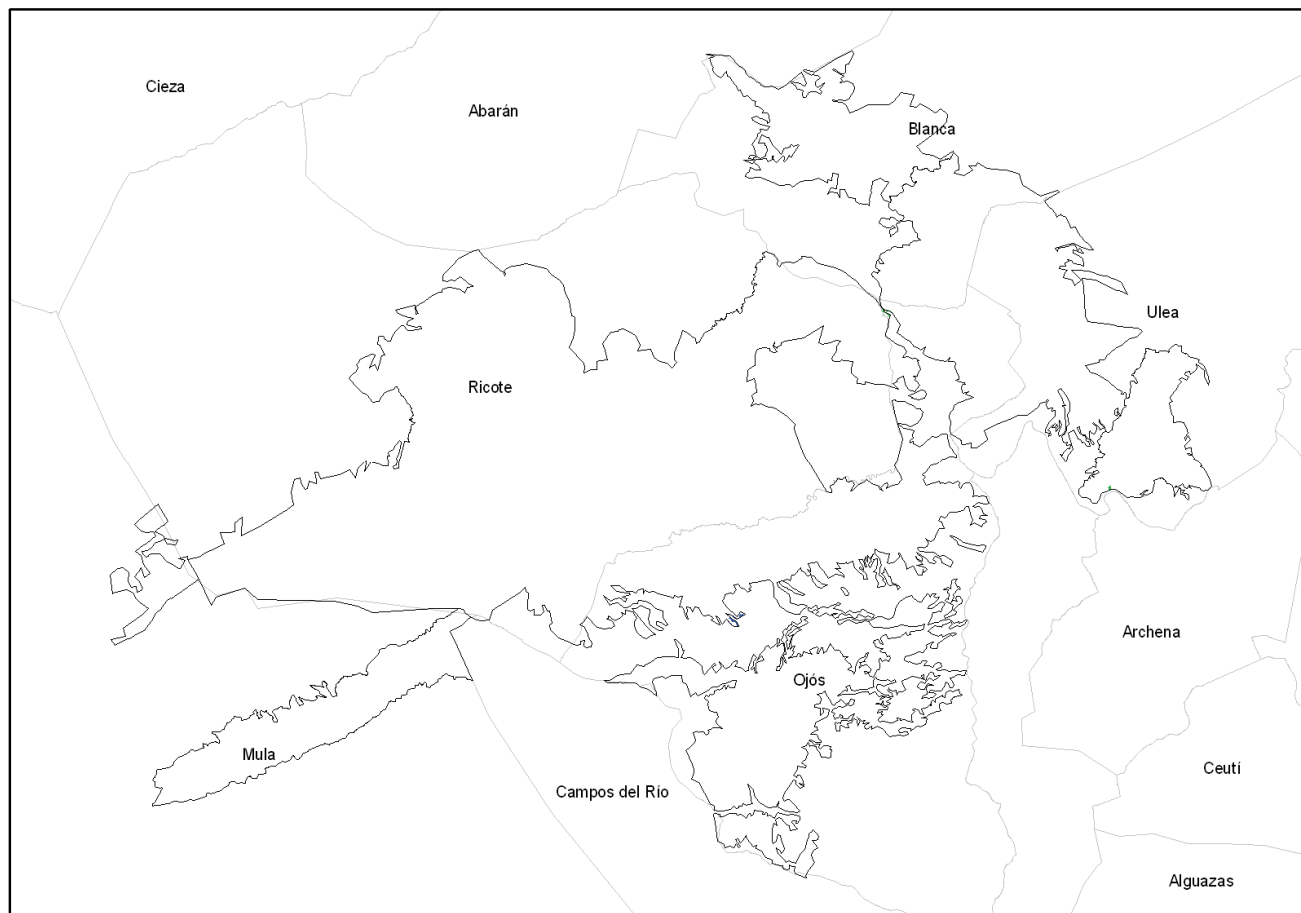 Cieza
Abarán
Blanca
Ulea
Ricote
Archena
Ojós
Mula
Ceutí
Campos del Río
Alguazas